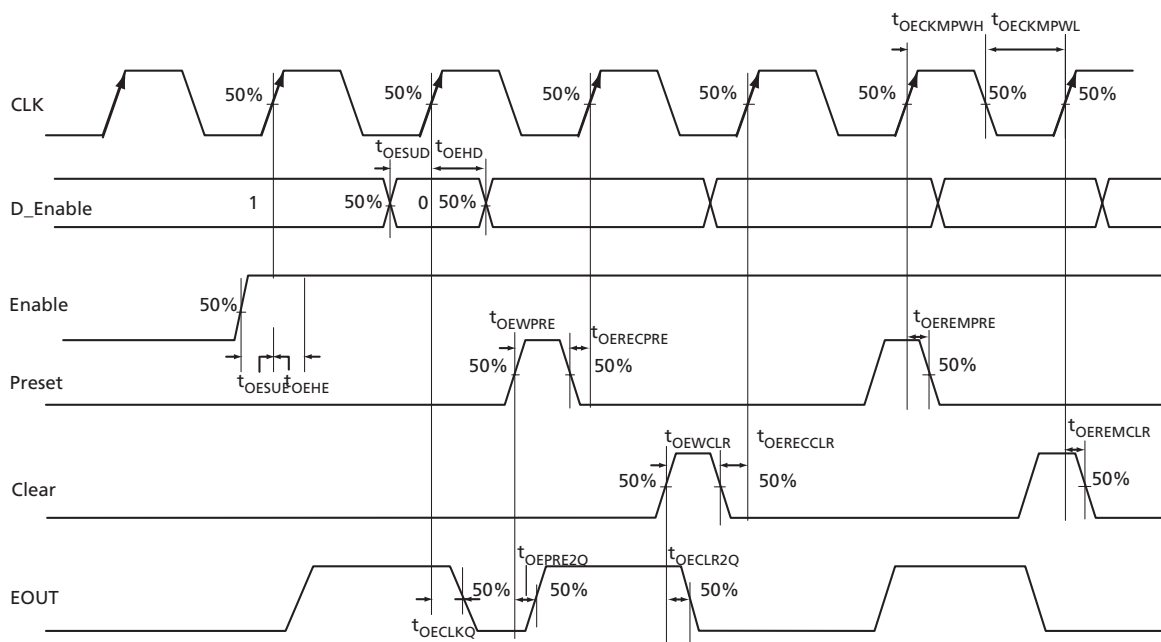 tOECKMPWH tOECKMPWL
CLK 50% 50% 50% 50% 50% 50% 50%
tOESUD tOEHD
D_Enable 1 50% 0 50%
Enable 50%
tOESUE tOEHE
tOEWPRE tOERECPRE tOEREMPRE
Preset 50% 50% 50%
tOEWCLR tOERECCLR tOEREMCLR
Clear 50% 50% 50%
tOEPRE2Q tOECLR2Q
EOUT 50% 50% 50%
tOECLKQ